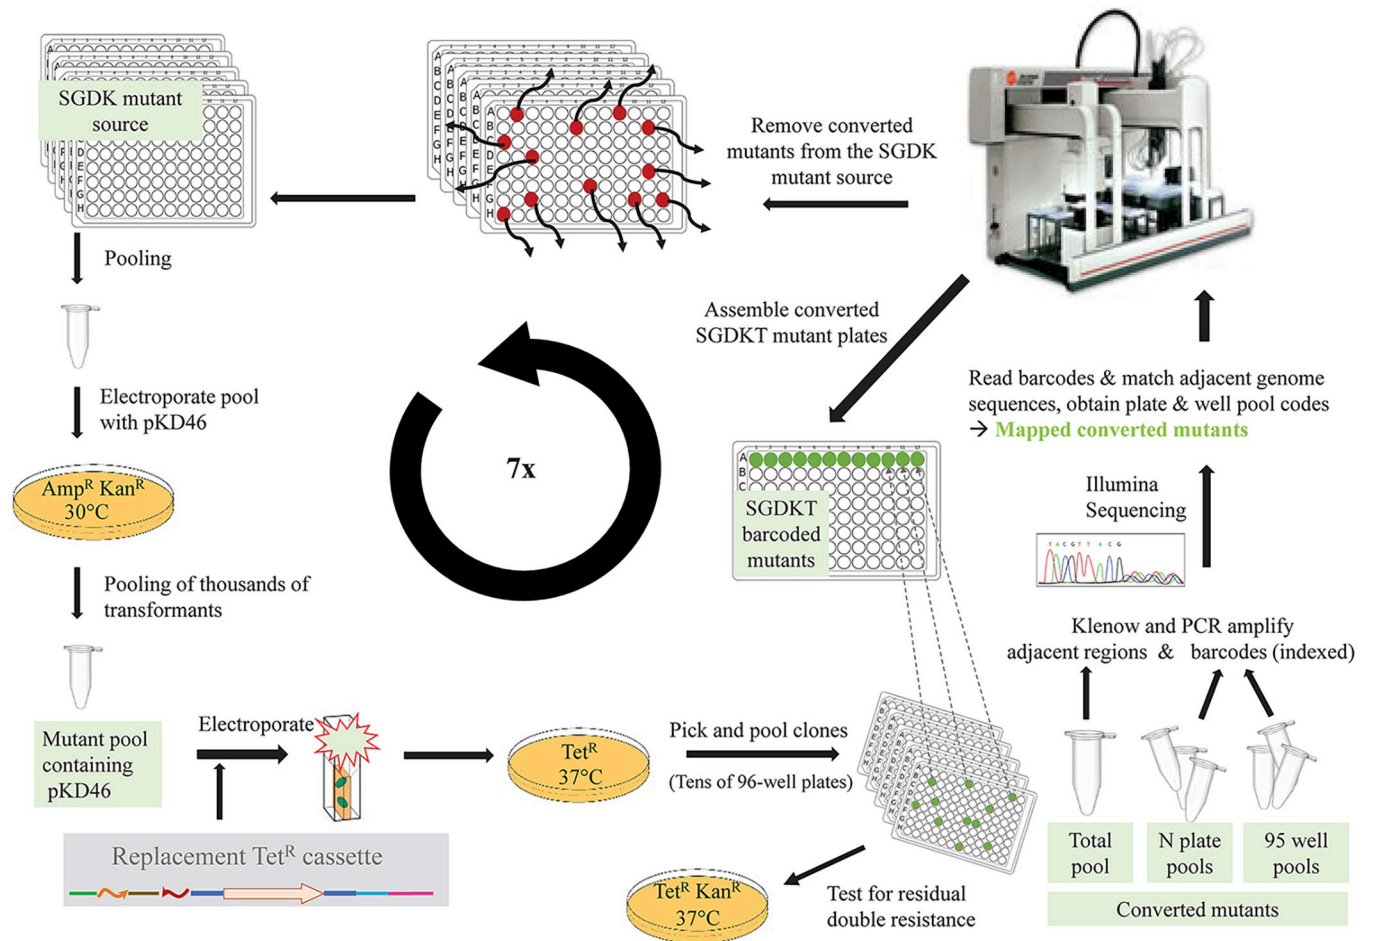 SGDK mutant
source
Pooling
Electroporate pool
with pKD46
Amp^R Kan^R
30°C
Pooling of thousands of
transformants
Mutant pool
containing
pKD46
Electroporate
Replacement Tet^R cassette
Tet^R
37°C
Pick and pool clones
(Tens of 96-well plates)
Test for residual
double resistance
Tet^R Kan^R
37°C
7x
Remove converted
mutants from the SGDK
mutant source
Assemble converted
SGDKT mutant plates
SGDKT
barcoded
mutants
Read barcodes & match adjacent genome
sequences, obtain plate & well pool codes
→ Mapped converted mutants
Illumina
Sequencing
T A C G T T A C G
Klenow and PCR amplify
adjacent regions & barcodes (indexed)
Total
pool
N plate
pools
95 well
pools
Converted mutants